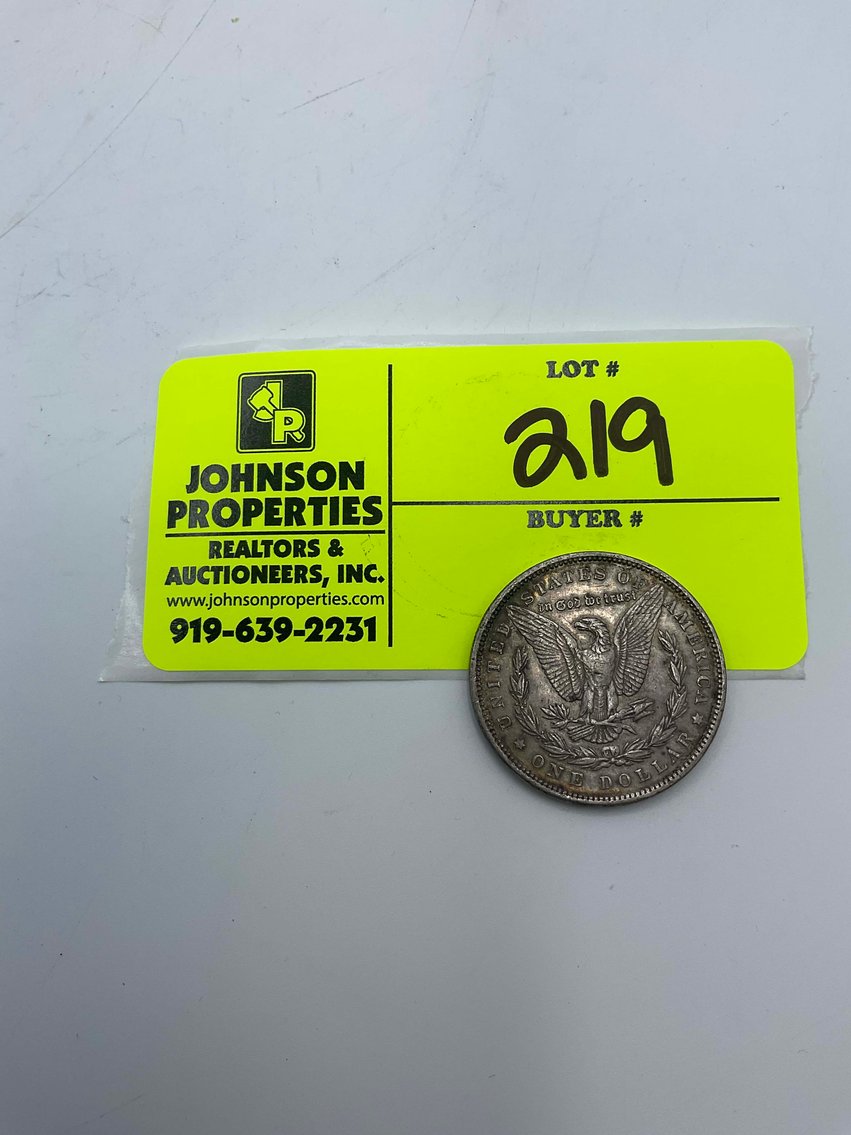 JR
JOHNSON
PROPERTIES
REALTORS &
AUCTIONEERS, INC.
www.johnsonproperties.com
919-639-2231
LOT #
219
BUYER #
UNITED STATES OF AMERICA
In God we trust
ONE DOLLAR